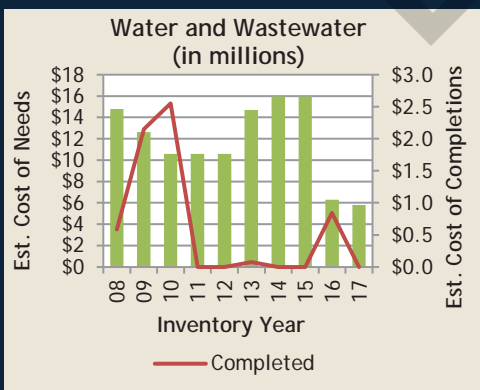 Water and Wastewater
(in millions)
Est. Cost of Needs
$18
$16
$14
$12
$10
$8
$6
$4
$2
$0
$3.0
$2.5
$2.0
$1.5
$1.0
$0.5
$0.0
Est. Cost of Completions
08 09 10 11 12 13 14 15 16 17
Inventory Year
Completed